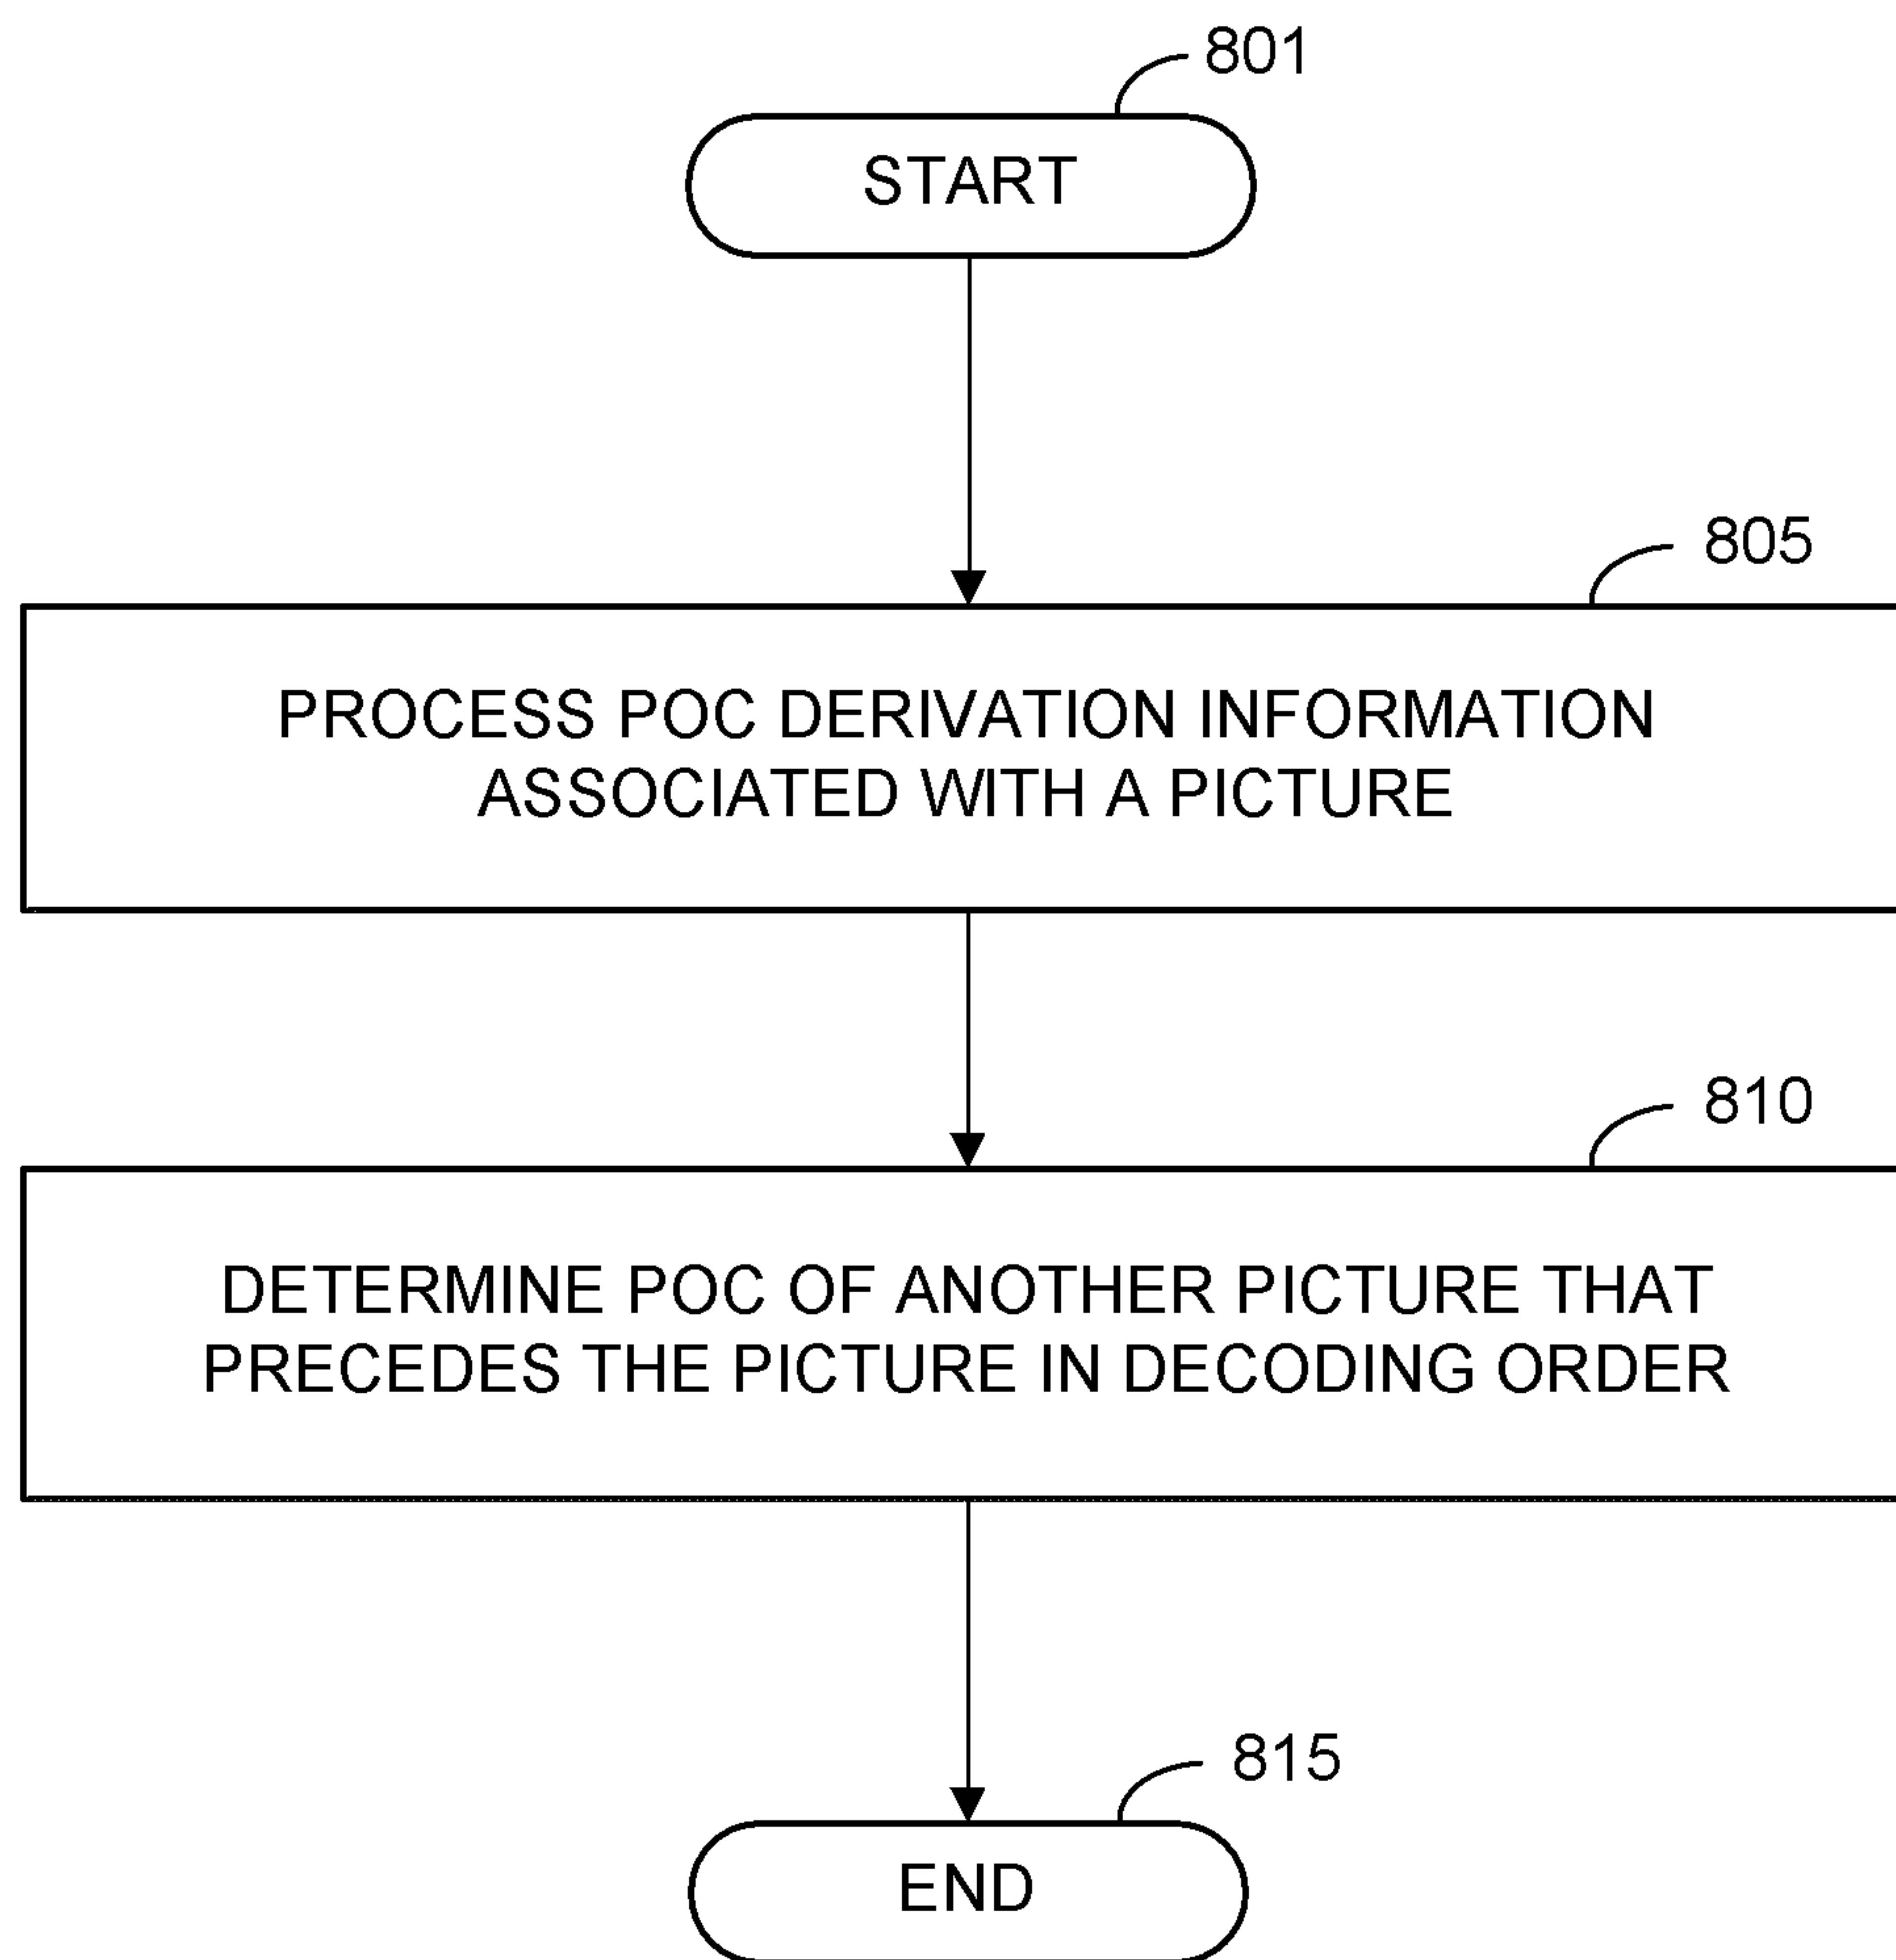 801
START
805
PROCESS POC DERIVATION INFORMATION
ASSOCIATED WITH A PICTURE
810
DETERMINE POC OF ANOTHER PICTURE THAT
PRECEDES THE PICTURE IN DECODING ORDER
815
END